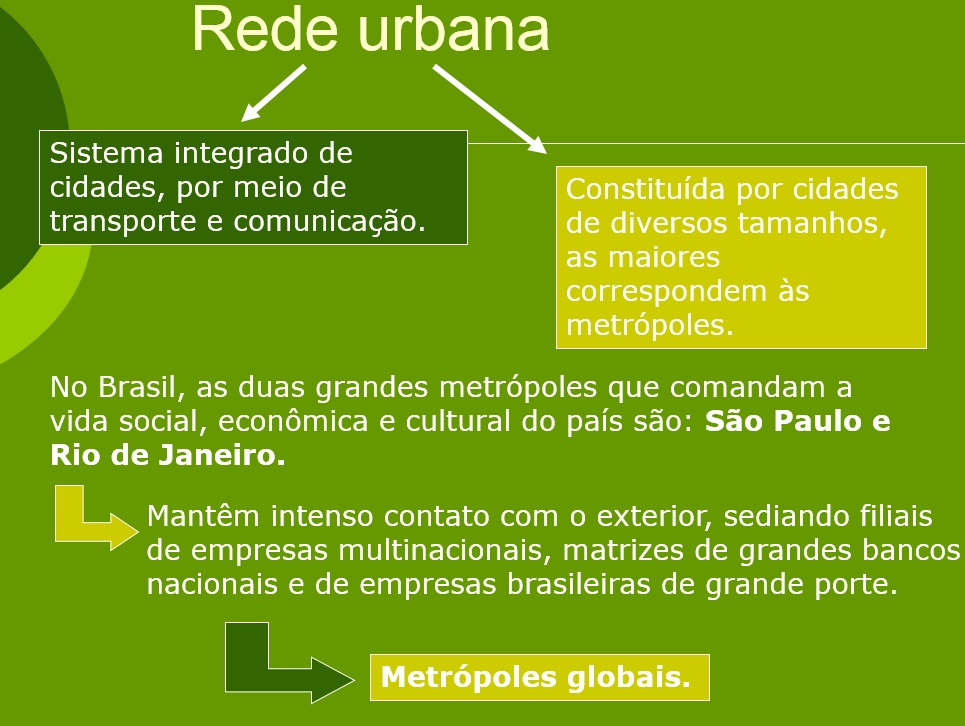 Rede urbana
Sistema integrado de
cidades, por meio de
transporte e comunicação.
Constituída por cidades
de diversos tamanhos,
as maiores
correspondem às
metrópoles.
No Brasil, as duas grandes metrópoles que comandam a
vida social, econômica e cultural do país são: São Paulo e
Rio de Janeiro.
Mantêm intenso contato com o exterior, sediando filiais
de empresas multinacionais, matrizes de grandes bancos
nacionais e de empresas brasileiras de grande porte.
Metrópoles globais.